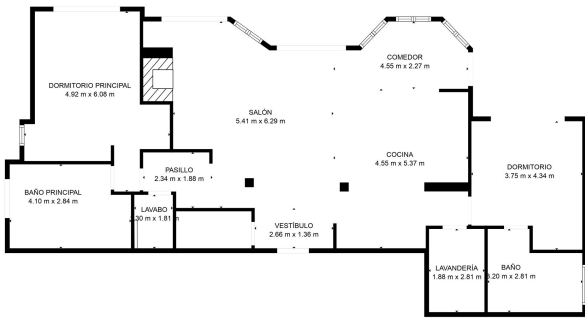 COMEDOR
4.55 m x 2.27 m
DORMITORIO PRINCIPAL
4.92 m x 6.08 m
SALÓN
5.41 m x 6.29 m
COCINA
4.55 m x 5.37 m
PASILLO
2.34 m x 1.88 m
DORMITORIO
3.75 m x 4.34 m
BAÑO PRINCIPAL
4.10 m x 2.84 m
LAVABO
.30 m x 1.81 m
VESTÍBULO
2.66 m x 1.36 m
LAVANDERÍA
1.88 m x 2.81 m
BAÑO
.20 m x 2.81 m